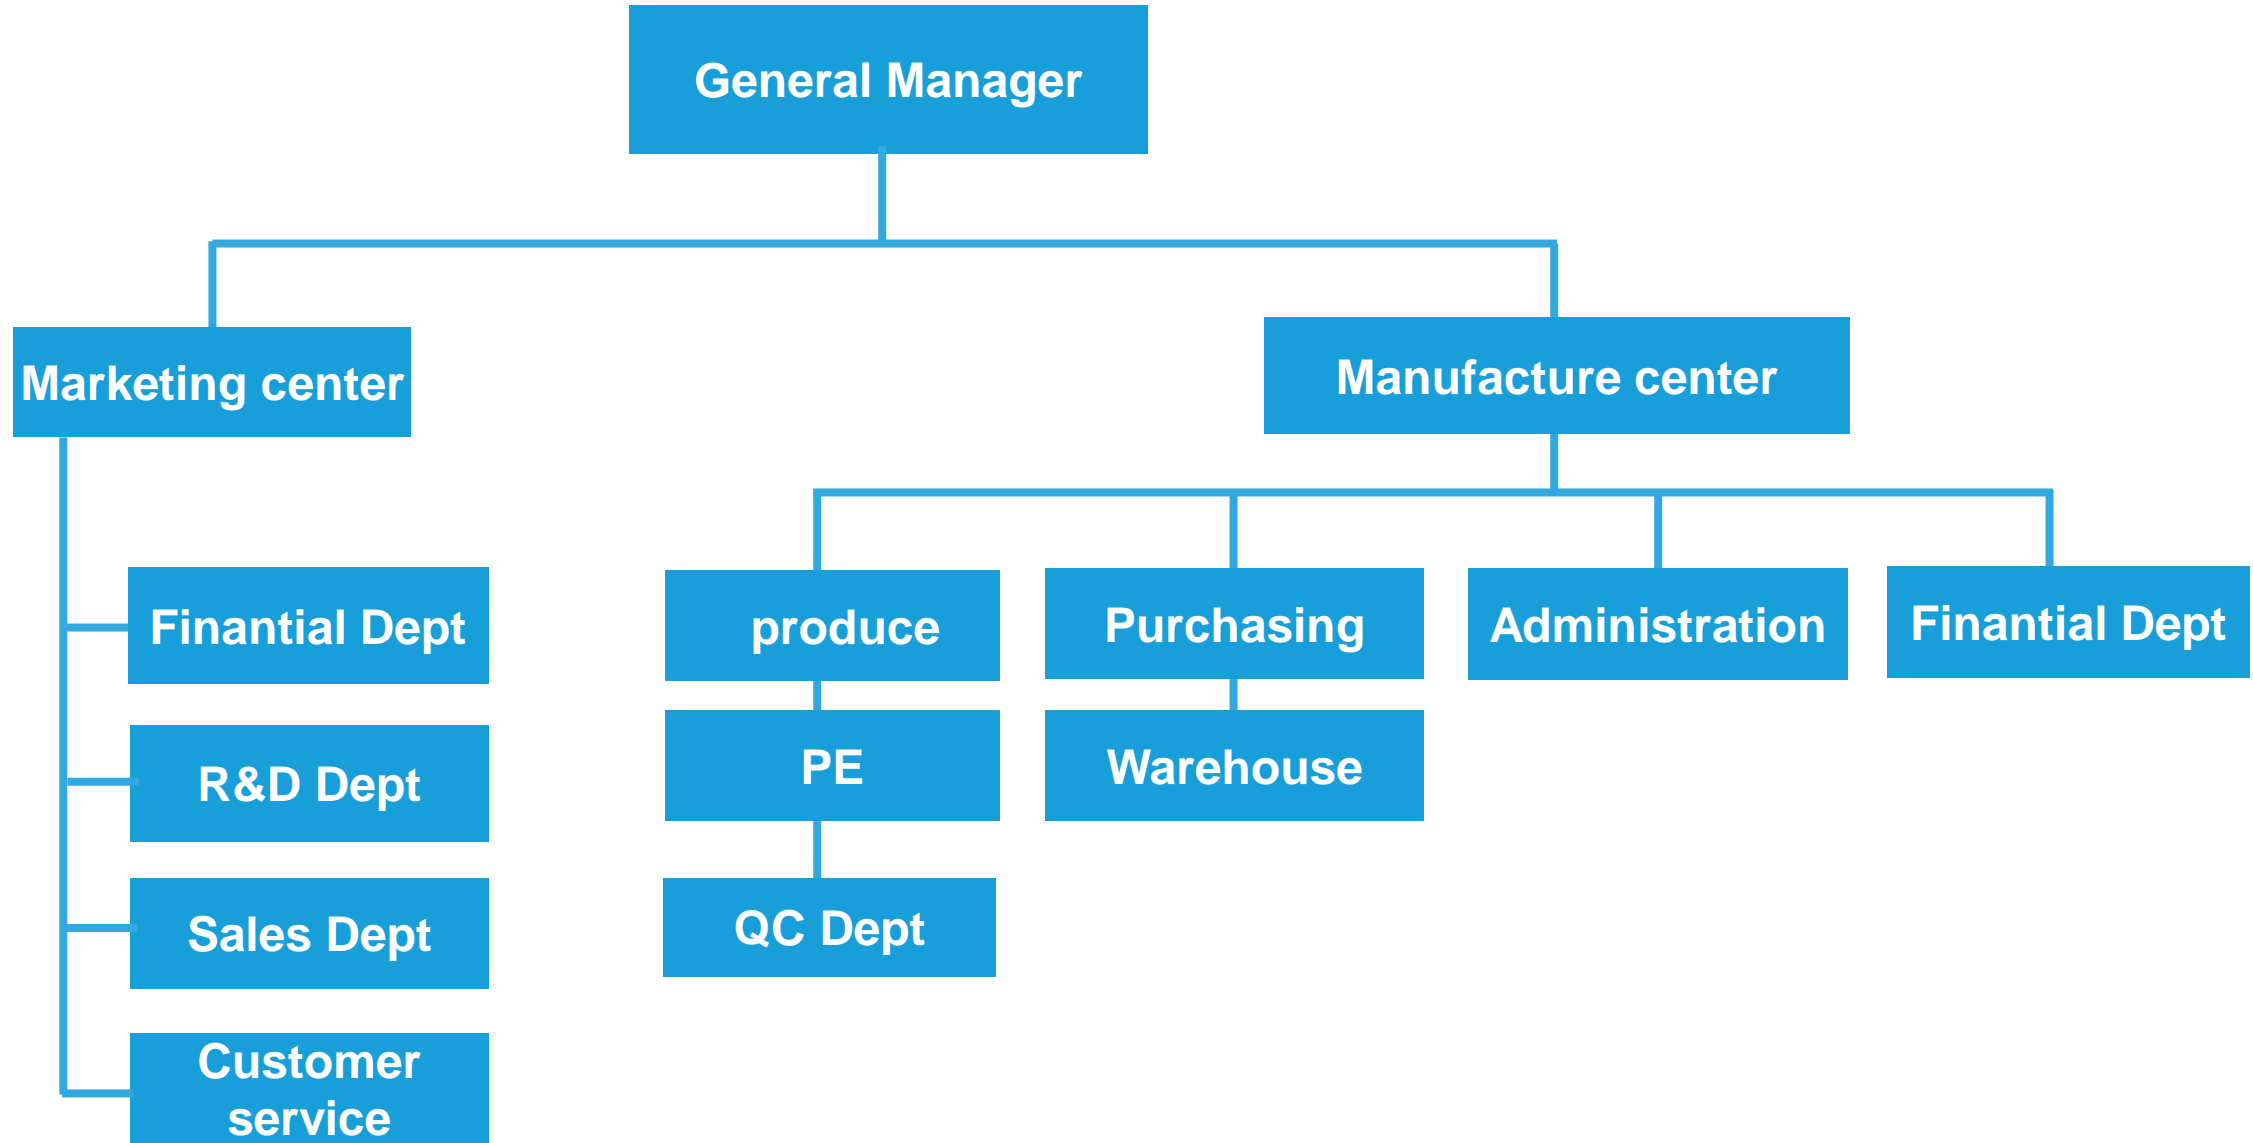 General Manager
Marketing center
Manufacture center
Finantial Dept
produce
Purchasing
Administration
Finantial Dept
R&D Dept
PE
Warehouse
Sales Dept
QC Dept
Customer
service